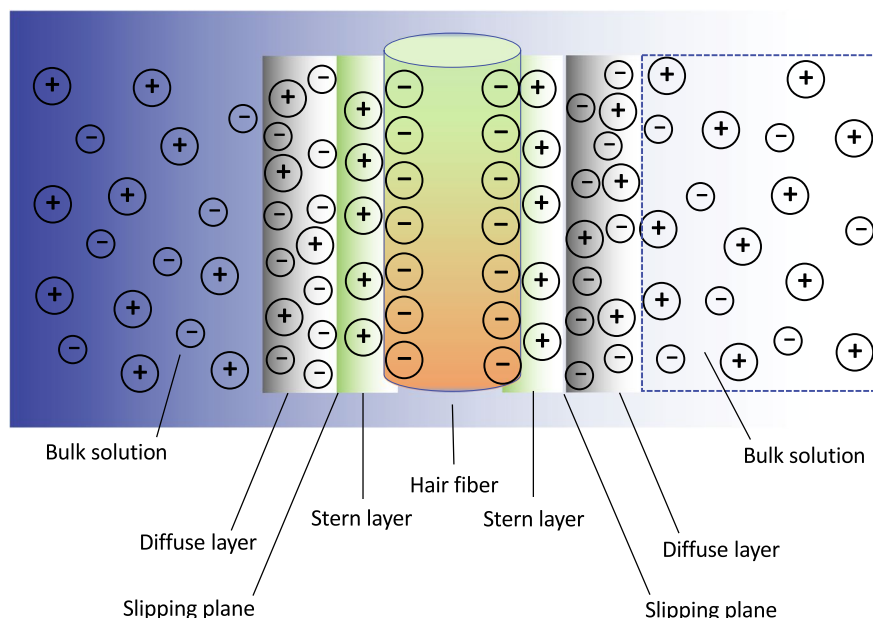 Bulk solution
Bulk solution
Hair fiber
Stern layer
Stern layer
Diffuse layer
Diffuse layer
Slipping plane
Slipping plane